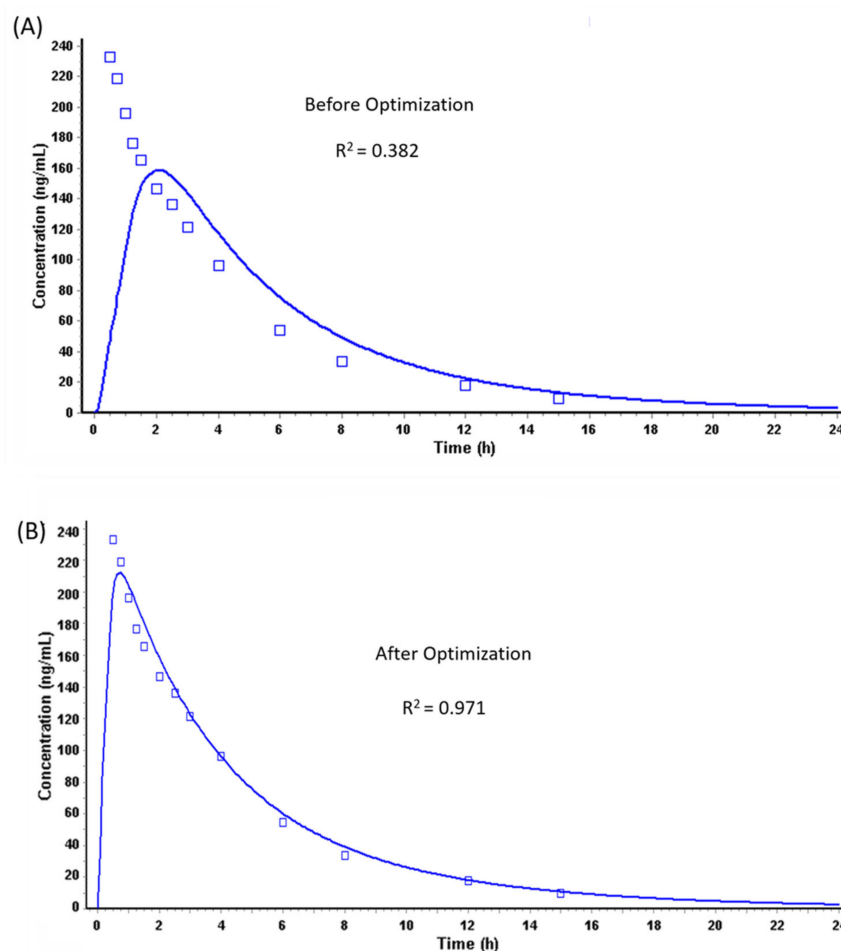 (A)
Concentration (ng/mL)
240
220
200
180
160
140
120
100
80
60
40
20
0
Before Optimization
R² = 0.382
0 2 4 6 8 10 12 14 16 18 20 22 24
Time (h)
(B)
Concentration (ng/mL)
240
220
200
180
160
140
120
100
80
60
40
20
0
After Optimization
R² = 0.971
0 2 4 6 8 10 12 14 16 18 20 22 24
Time (h)